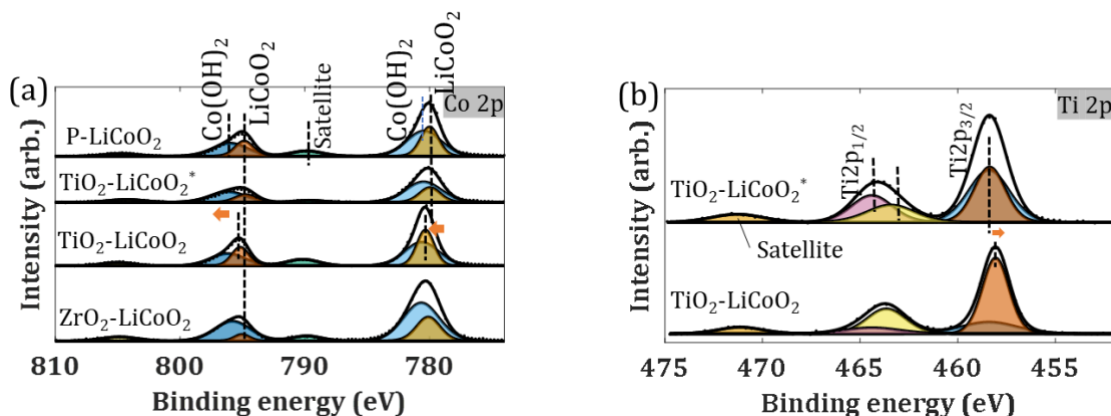 (a)
Co 2p
Co(OH)₂
LiCoO₂
Satellite
Co(OH)₂
LiCoO₂
P-LiCoO₂
TiO₂-LiCoO₂*
TiO₂-LiCoO₂
ZrO₂-LiCoO₂
Intensity (arb.)
810 800 790 780
Binding energy (eV)
(b)
Ti 2p
Ti2p₁/₂
Ti2p₃/₂
TiO₂-LiCoO₂*
Satellite
TiO₂-LiCoO₂
Intensity (arb.)
475 470 465 460 455
Binding energy (eV)